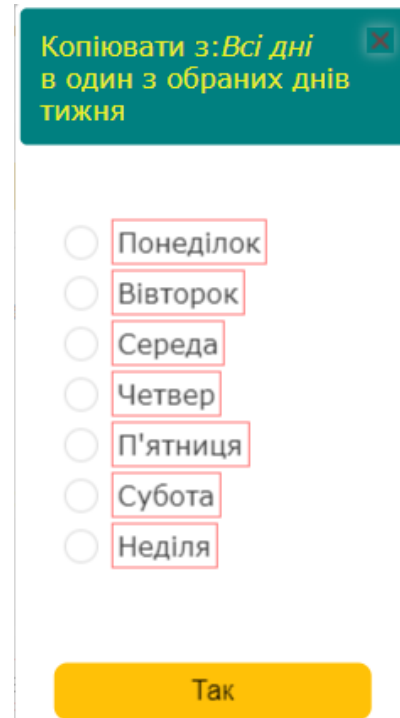 Копіювати з:Всі дні
в один з обраних днів
тижня
Понеділок
Вівторок
Середа
Четвер
П'ятниця
Субота
Неділя
Так